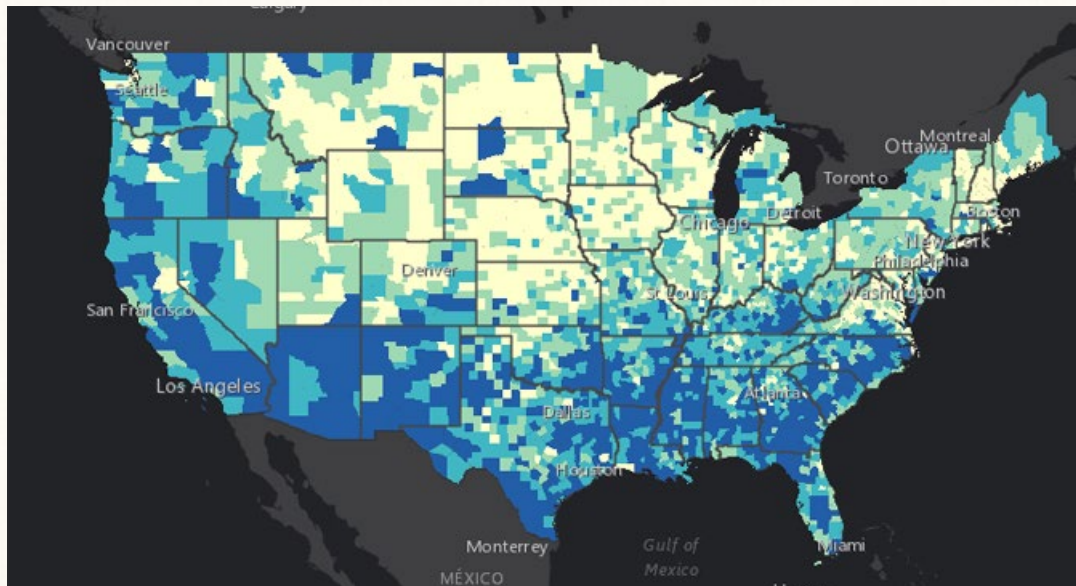 Calgary
Vancouver
Seattle
Montreal
Ottawa
Toronto
Boston
Detroit
Chicago
New York
Denver
Philadelphia
St Louis
Washington
San Francisco
Los Angeles
Atlanta
Dallas
Houston
Miami
Monterrey
Gulf of
Mexico
MÉXICO